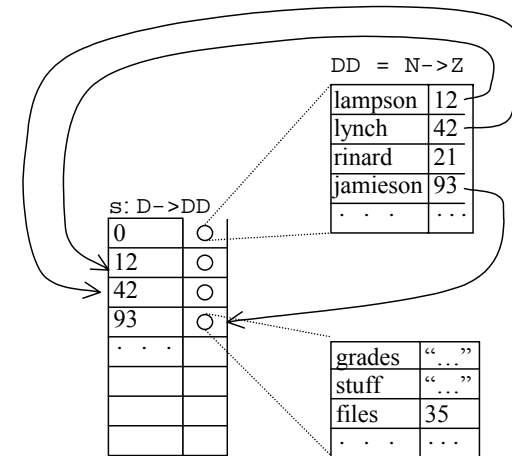 DD = N->Z
lampson 12
lynch 42
rinard 21
jamieson 93
. . . ...
s: D->DD
0
12
42
93
. . .
grades “…”
stuff “…”
files 35
. . . ...